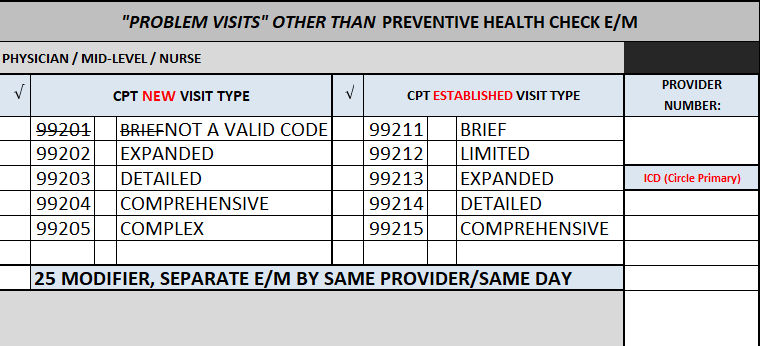 "PROBLEM VISITS" OTHER THAN PREVENTIVE HEALTH CHECK E/M
PHYSICIAN / MID-LEVEL / NURSE
√ CPT NEW VISIT TYPE √ CPT ESTABLISHED VISIT TYPE PROVIDER
NUMBER:
99201 BRIEFNOT A VALID CODE 99211 BRIEF
99202 EXPANDED 99212 LIMITED
99203 DETAILED 99213 EXPANDED ICD (Circle Primary)
99204 COMPREHENSIVE 99214 DETAILED
99205 COMPLEX 99215 COMPREHENSIVE
25 MODIFIER, SEPARATE E/M BY SAME PROVIDER/SAME DAY